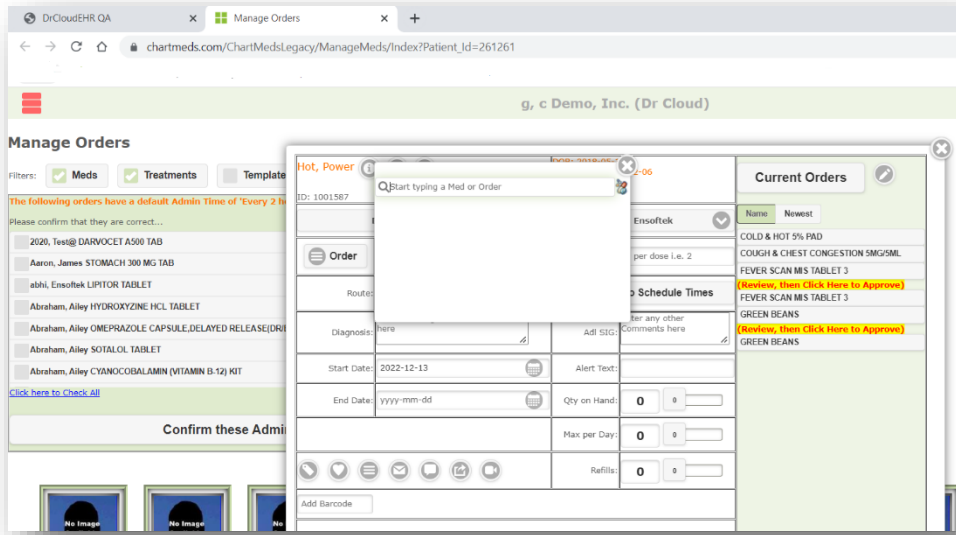 DrCloudEHR QA
Manage Orders
chartmeds.com/ChartMedsLegacy/ManageMeds/Index?Patient_Id=261261
g, c Demo, Inc. (Dr Cloud)
Manage Orders
Filters: Meds Treatments Template
The following orders have a default Admin Time of 'Every 2 h
Please confirm that they are correct...
2020, Test@ DARVOCET A500 TAB
Aaron, James STOMACH 300 MG TAB
abhi, Ensoftek LIPITOR TABLET
Abraham, Ailey HYDROXYZINE HCL TABLET
Abraham, Ailey OMEPRAZOLE CAPSULE,DELAYED RELEASE(DR/
Abraham, Ailey SOTALOL TABLET
Abraham, Ailey CYANOCOBALAMIN (VITAMIN B-12) KIT
Click here to Check All
Confirm these Admi
No Image
No Image
Hot, Power
ID: 1001587
DOB: 2018-05-
2-06
Start typing a Med or Order
Ensoftek
Order
per dose i.e. 2
Route:
Schedule Times
Diagnosis:
here
Adl SIG:
ter any other
Comments here
Start Date: 2022-12-13
Alert Text:
End Date: yyyy-mm-dd
Qty on Hand: 0 0
Max per Day: 0 0
Refills: 0 0
Add Barcode
Current Orders
Name Newest
COLD & HOT 5% PAD
COUGH & CHEST CONGESTION 5MG/5ML
FEVER SCAN MIS TABLET 3
(Review, then Click Here to Approve)
FEVER SCAN MIS TABLET 3
GREEN BEANS
(Review, then Click Here to Approve)
GREEN BEANS